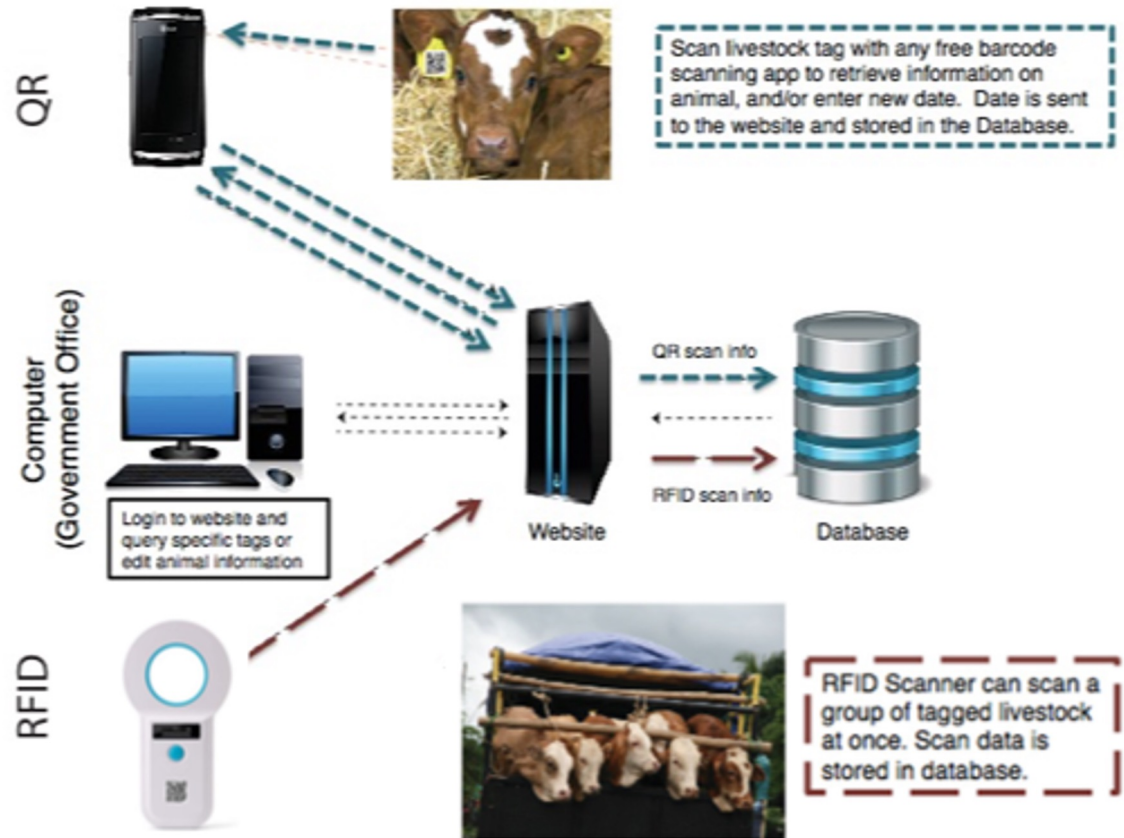 QR
Scan livestock tag with any free barcode
scanning app to retrieve information on
animal, and/or enter new date. Date is sent
to the website and stored in the Database.
Computer
(Government Office)
Login to website and
query specific tags or
edit animal information
QR scan info
RFID scan info
Website
Database
RFID
RFID Scanner can scan a
group of tagged livestock
at once. Scan data is
stored in database.